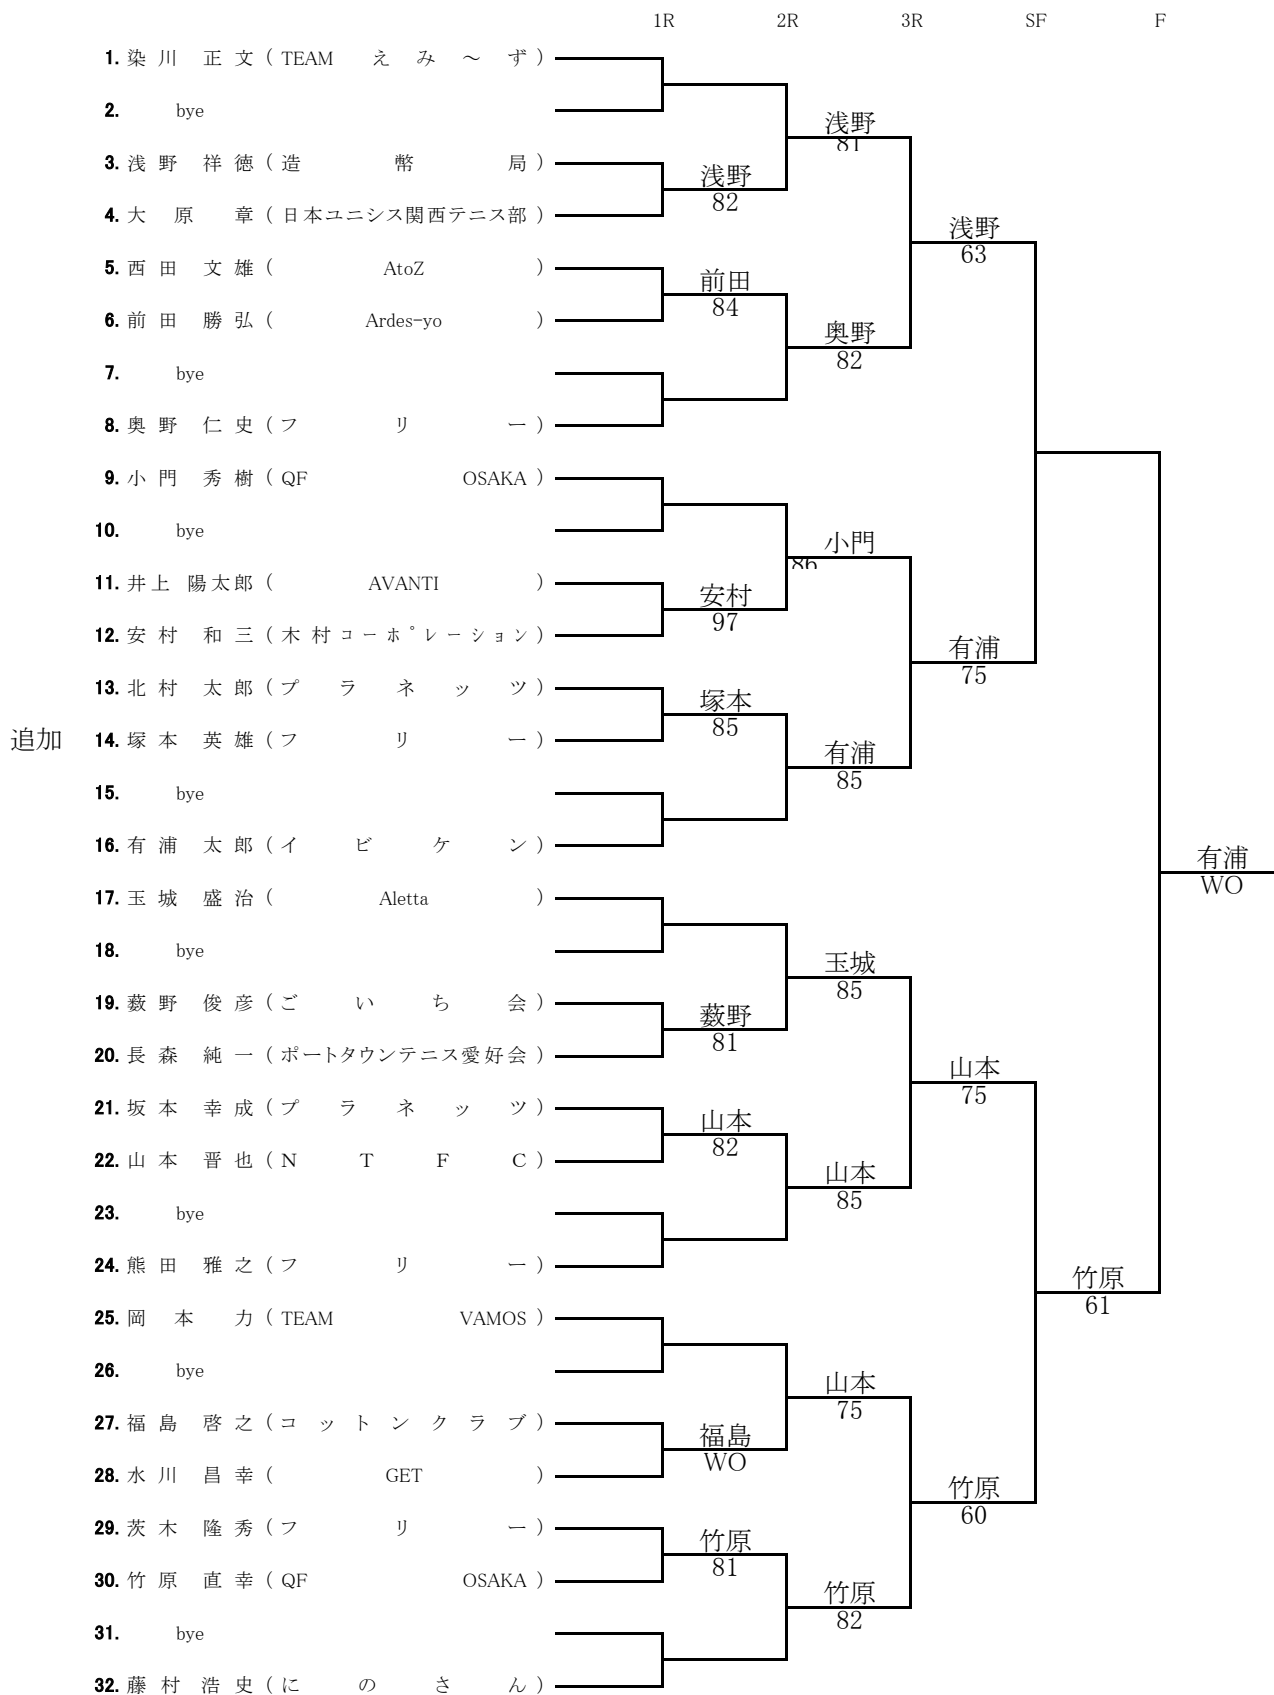 1R 2R 3R SF F
1. 染川 正文 ( TEAM えみ～ず )
2. bye
浅野
81
3. 浅野 祥徳 ( 造幣局 )
浅野
82
4. 大原 章 ( 日本ユニシス関西テニス部 )
浅野
63
5. 西田 文雄 ( AtoZ )
前田
84
6. 前田 勝弘 ( Ardes-yo )
奥野
82
7. bye
8. 奥野 仁史 ( フリー )
9. 小門 秀樹 ( QF OSAKA )
10. bye
小門
86
11. 井上 陽太郎 ( AVANTI )
安村
97
12. 安村 和三 ( 木村コーポレーション )
有浦
75
13. 北村 太郎 ( プラネッツ )
塚本
85
追加 14. 塚本 英雄 ( フリー )
有浦
85
15. bye
16. 有浦 太郎 ( イビケン )
有浦
WO
17. 玉城 盛治 ( Aletta )
18. bye
玉城
85
19. 薮野 俊彦 ( ごいち会 )
薮野
81
20. 長森 純一 ( ポートタウンテニス愛好会 )
山本
75
21. 坂本 幸成 ( プラネッツ )
山本
82
22. 山本 晋也 ( NTFC )
山本
85
23. bye
24. 熊田 雅之 ( フリー )
竹原
61
25. 岡本 力 ( TEAM VAMOS )
26. bye
山本
75
27. 福島 啓之 ( コットンクラブ )
福島
WO
28. 水川 昌幸 ( GET )
竹原
60
29. 茨木 隆秀 ( フリー )
竹原
81
30. 竹原 直幸 ( QF OSAKA )
竹原
82
31. bye
32. 藤村 浩史 ( にのさん )